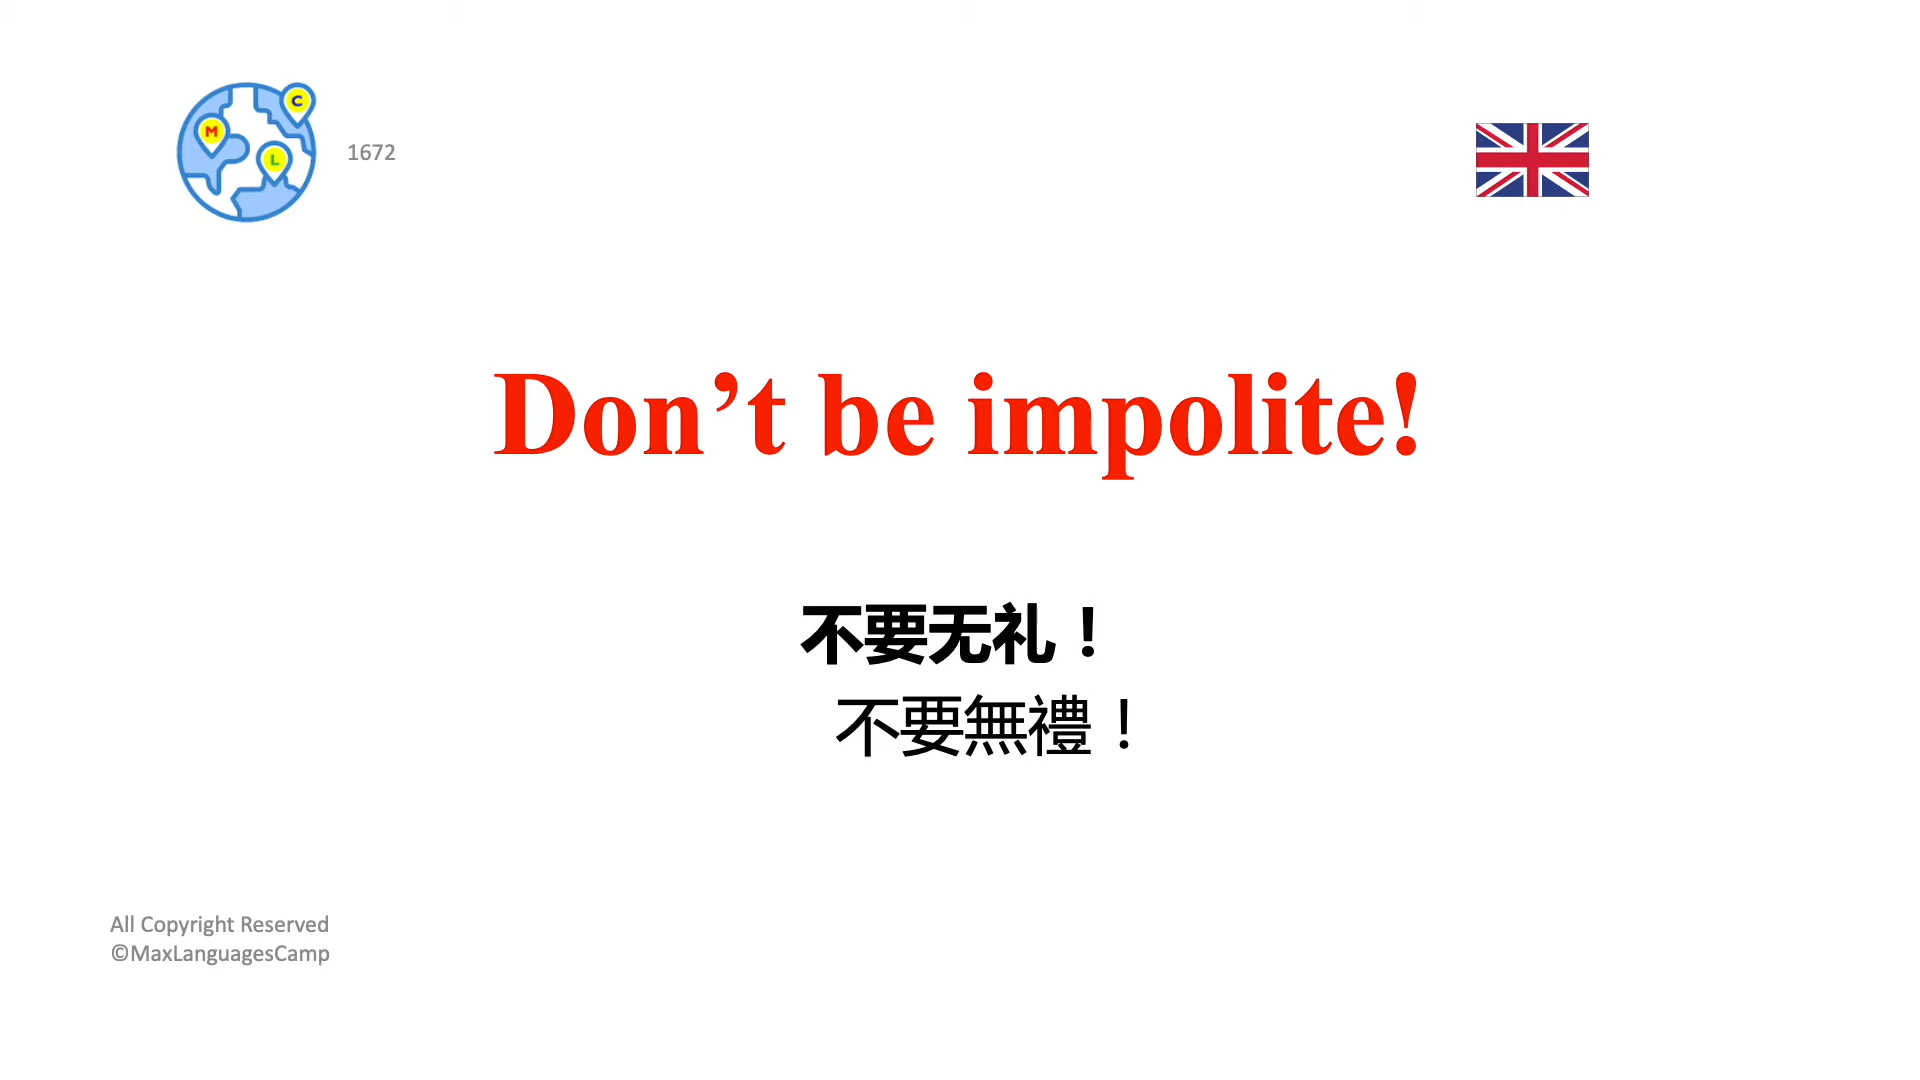 C
M
L
1672
Don’t be impolite!
不要无礼！
不要無禮！
All Copyright Reserved
©MaxLanguagesCamp